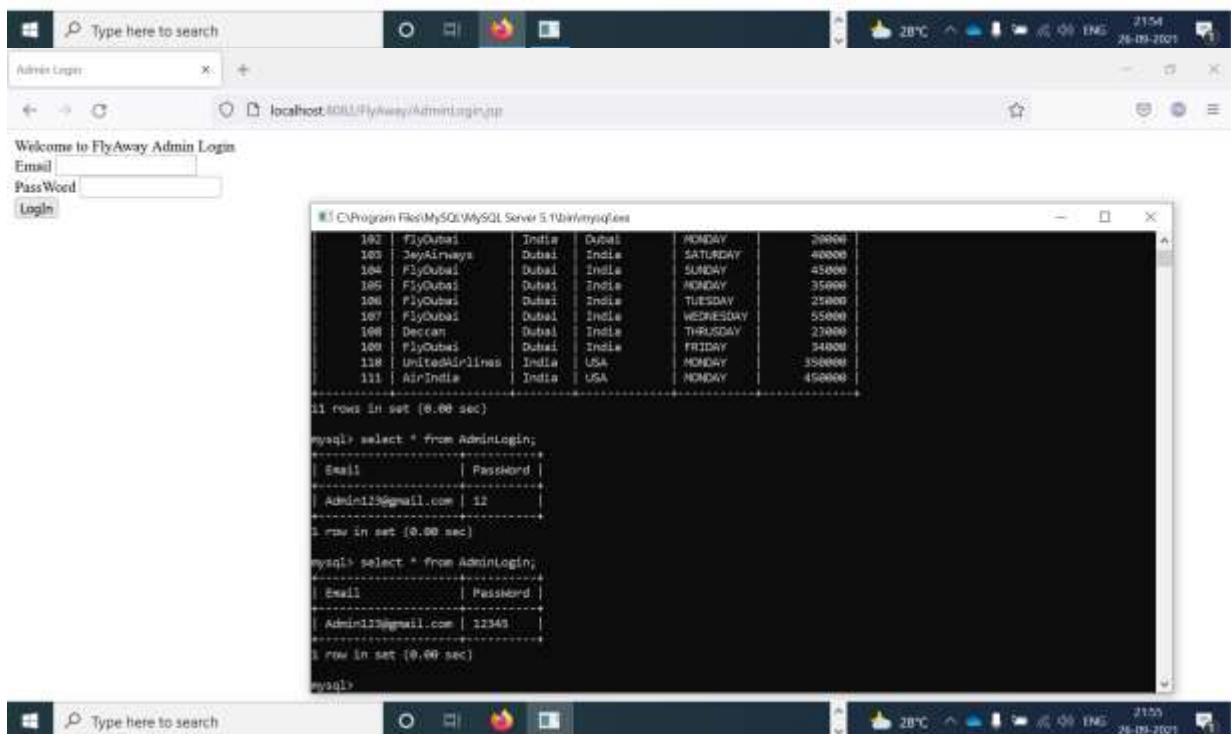 Type here to search
28°C ENG 21:54
26-09-2021
Admin Login
localhost:8083/FlyAway/AdminLogin.jsp
Welcome to FlyAway Admin Login
Email
PassWord
LogIn
C:\Program Files\MySQL\MySQL Server 5.1\bin\mysql.exe
| 102 | flyDubai | India | Dubai | MONDAY | 20000 |
| 103 | JeyAirways | Dubai | India | SATURDAY | 40000 |
| 104 | FlyDubai | Dubai | India | SUNDAY | 45000 |
| 105 | FlyDubai | Dubai | India | MONDAY | 35000 |
| 106 | FlyDubai | Dubai | India | TUESDAY | 25000 |
| 107 | FlyDubai | Dubai | India | WEDNESDAY | 55000 |
| 108 | Deccan | Dubai | India | THRUSDAY | 23000 |
| 109 | FlyDubai | Dubai | India | FRIDAY | 34000 |
| 110 | UnitedAirlines | India | USA | MONDAY | 350000 |
| 111 | AirIndia | India | USA | MONDAY | 450000 |
11 rows in set (0.00 sec)
mysql> select * from AdminLogin;
| Email | PassWord |
| Admin123@gmail.com | 12 |
1 row in set (0.00 sec)
mysql> select * from AdminLogin;
| Email | PassWord |
| Admin123@gmail.com | 12345 |
1 row in set (0.00 sec)
mysql>
Type here to search
28°C ENG 21:55
26-09-2021